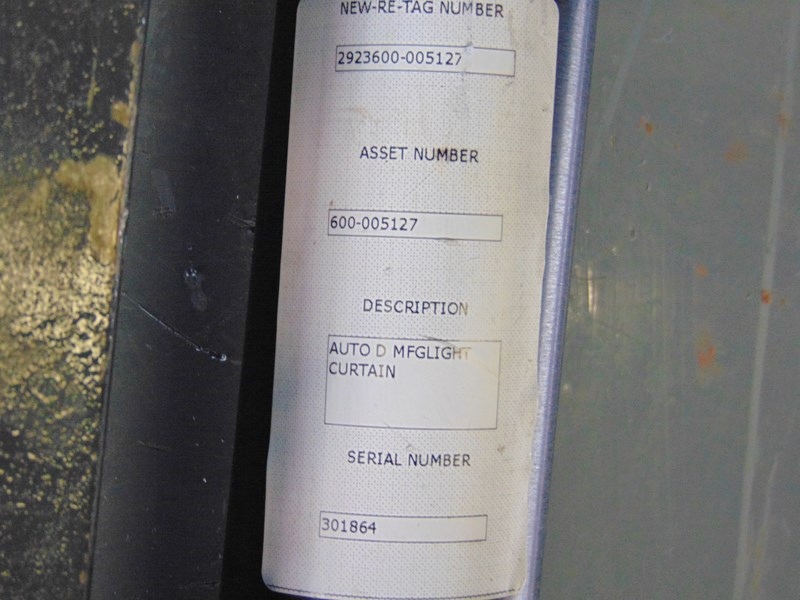 NEW-RE-TAG NUMBER
2923600-005127
ASSET NUMBER
600-005127
DESCRIPTION
AUTO D MFGLIGHT
CURTAIN
SERIAL NUMBER
301864